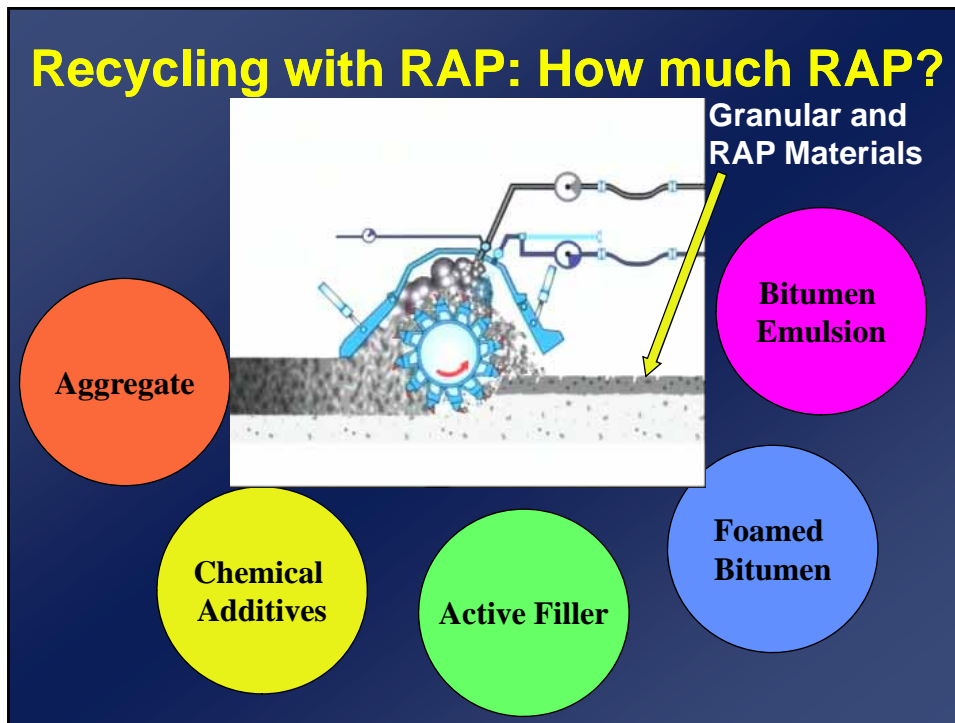 Recycling with RAP: How much RAP?
Granular and
RAP Materials
Bitumen
Emulsion
Aggregate
Foamed
Bitumen
Chemical
Additives
Active Filler